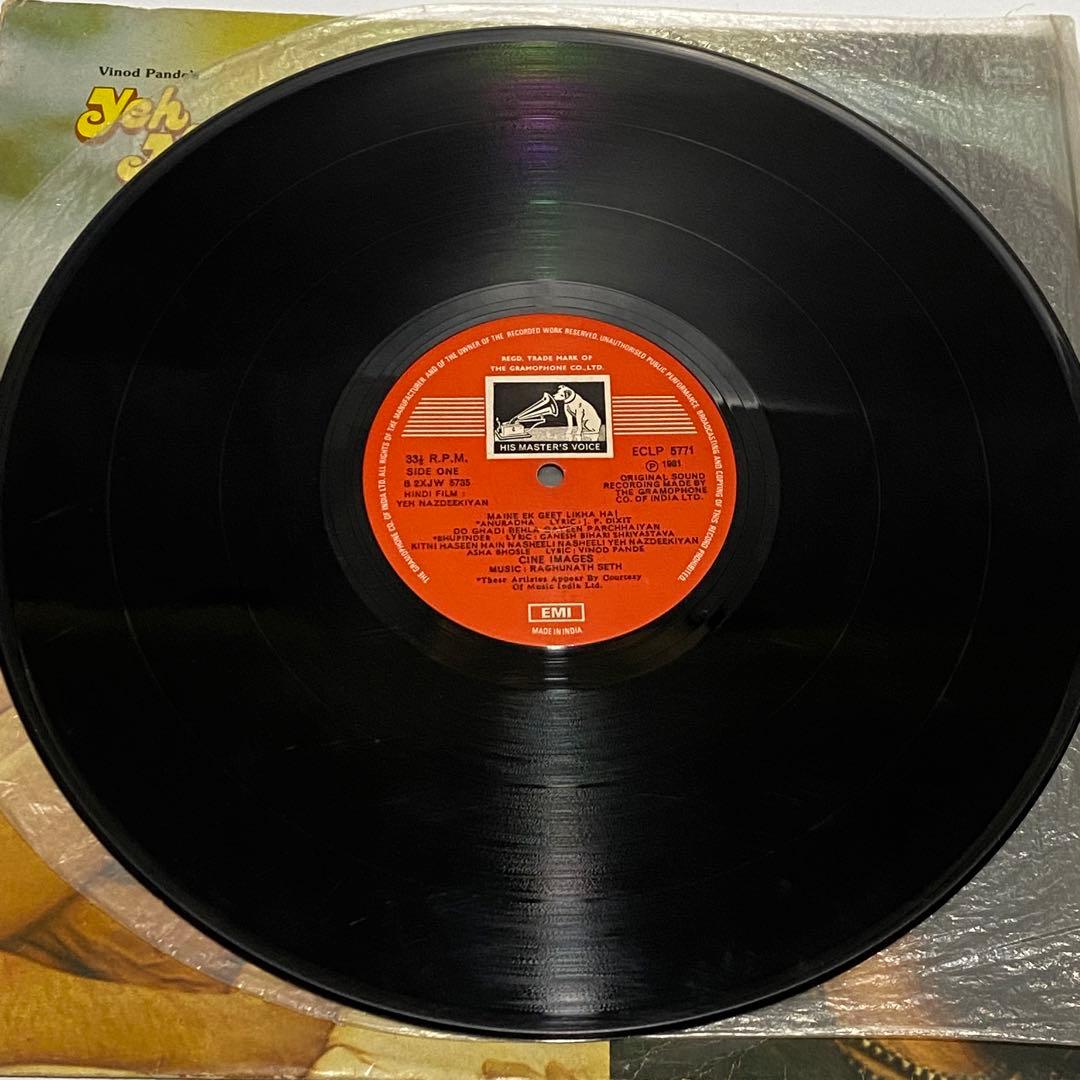 Vinod Pande's
Yeh
THE GRAMOPHONE CO. OF INDIA LTD. ALL RIGHTS OF THE MANUFACTURER AND OF THE OWNER OF THE RECORDED WORK RESERVED. UNAUTHORISED PUBLIC PERFORMANCE BROADCASTING AND COPYING OF THIS RECORD PROHIBITED.
REGD. TRADE MARK OF
THE GRAMOPHONE CO., LTD.
HIS MASTER'S VOICE
33⅓ R.P.M.
SIDE ONE
B 2XJW 5735
HINDI FILM :
YEH NAZDEEKIYAN
ECLP 5771
Ⓟ 1981
ORIGINAL SOUND
RECORDING MADE BY
THE GRAMOPHONE
CO. OF INDIA LTD.
MAINE EK GEET LIKHA HAI
*ANURADHA LYRIC : J. P. DIXIT
DO GHADI BEHLA PARCHHAIYAN
*BHUPINDER LYRIC : GANESH BIHARI SHRIVASTAVA
KITNI HASEEN HAIN NASHEELI NASHEELI YEH NAZDEEKIYAN
ASHA BHOSLE LYRIC : VINOD PANDE
CINE IMAGES
MUSIC : RAGHUNATH SETH
*These Artistes Appear By Courtesy
Of Music India Ltd.
EMI
MADE IN INDIA